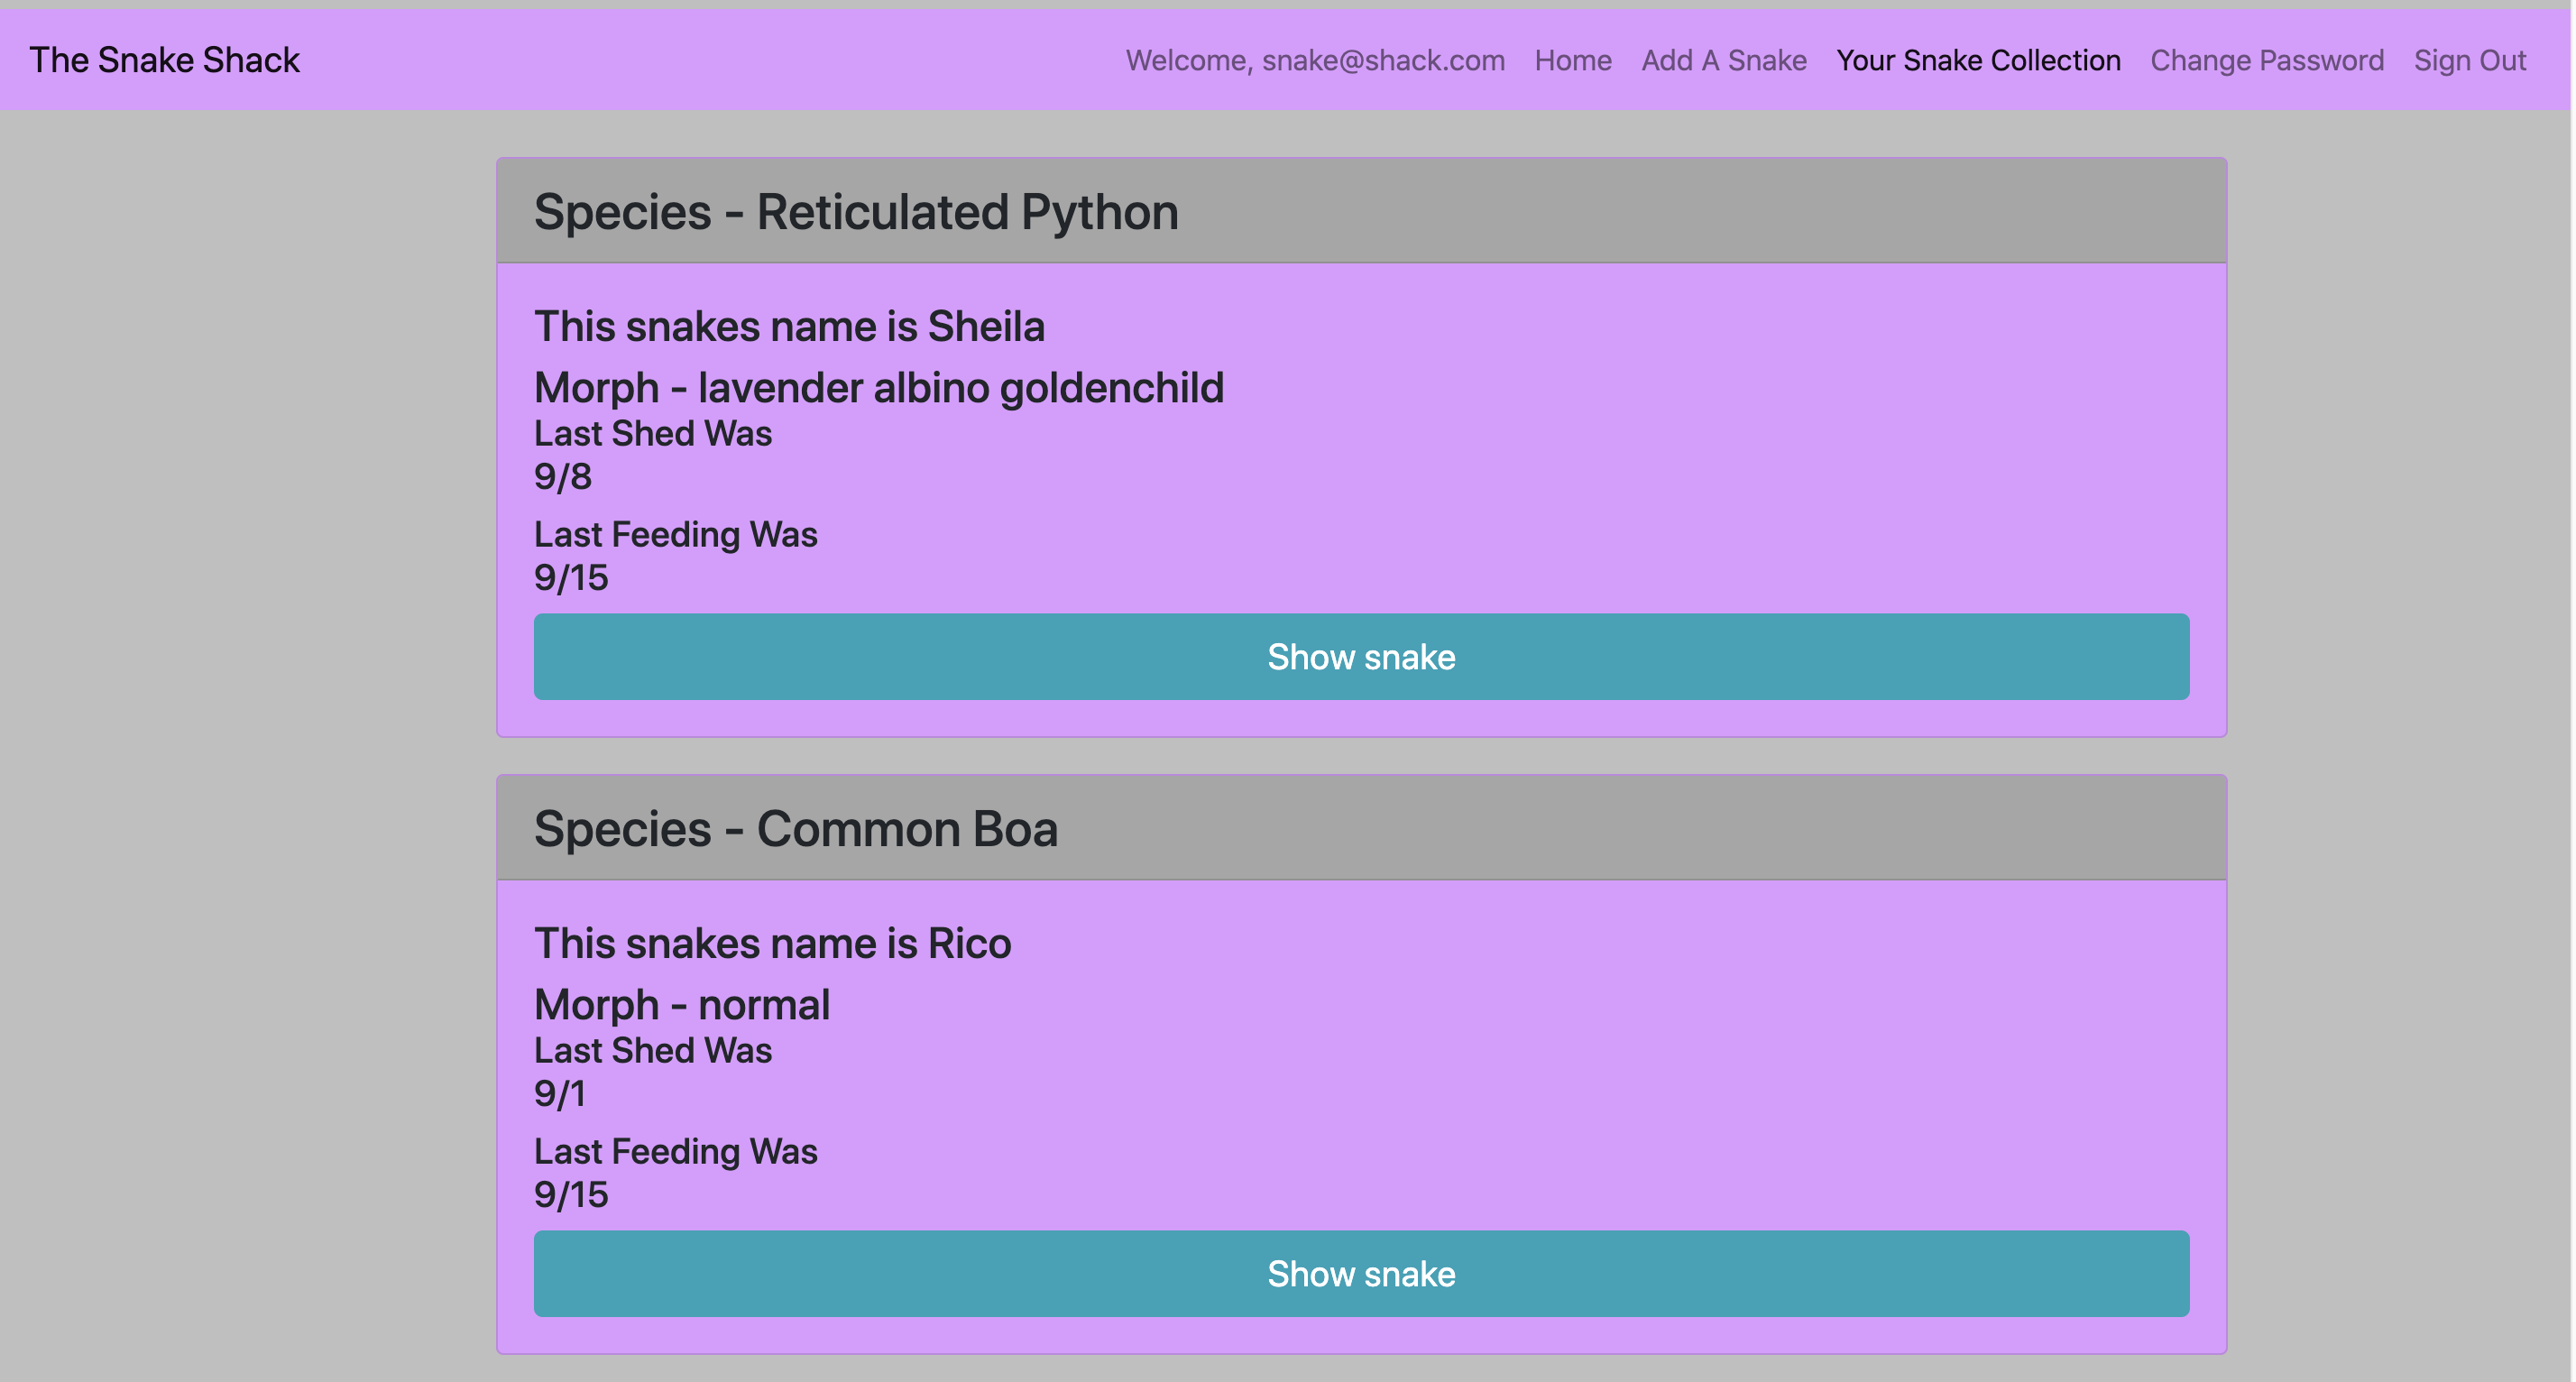 The Snake Shack
Welcome, snake@shack.com Home Add A Snake Your Snake Collection Change Password Sign Out
Species - Reticulated Python
This snakes name is Sheila
Morph - lavender albino goldenchild
Last Shed Was
9/8
Last Feeding Was
9/15
Show snake
Species - Common Boa
This snakes name is Rico
Morph - normal
Last Shed Was
9/1
Last Feeding Was
9/15
Show snake